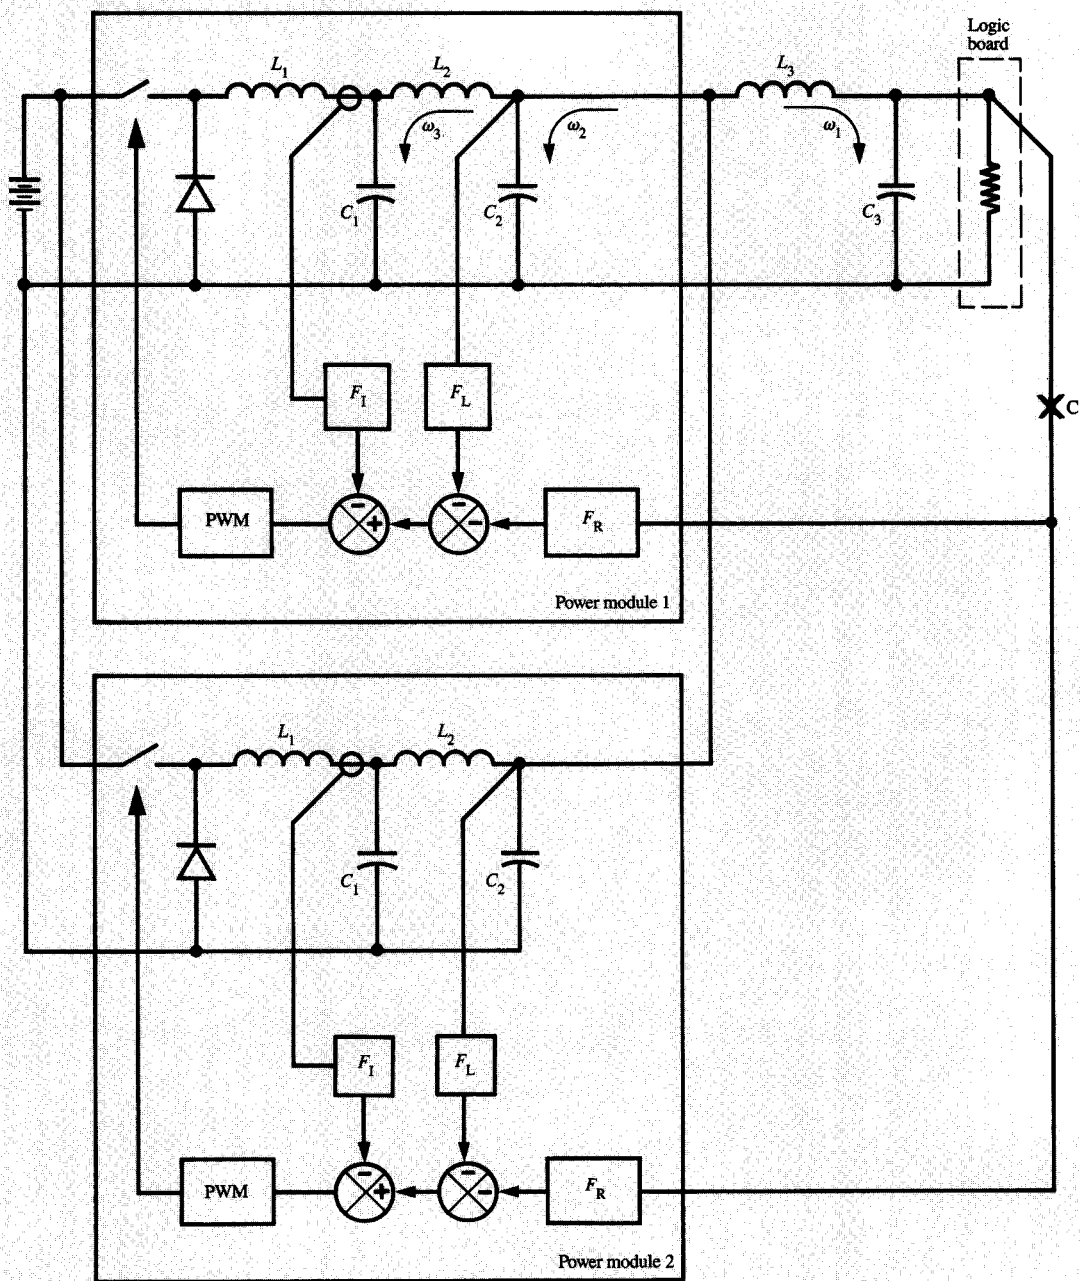 Logic
board
L1
L2
L3
ω3
ω2
ω1
C1
C2
C3
FI
FL
C
PWM
−
+
−
−
FR
Power module 1
L1
L2
C1
C2
FI
FL
PWM
−
+
−
−
FR
Power module 2